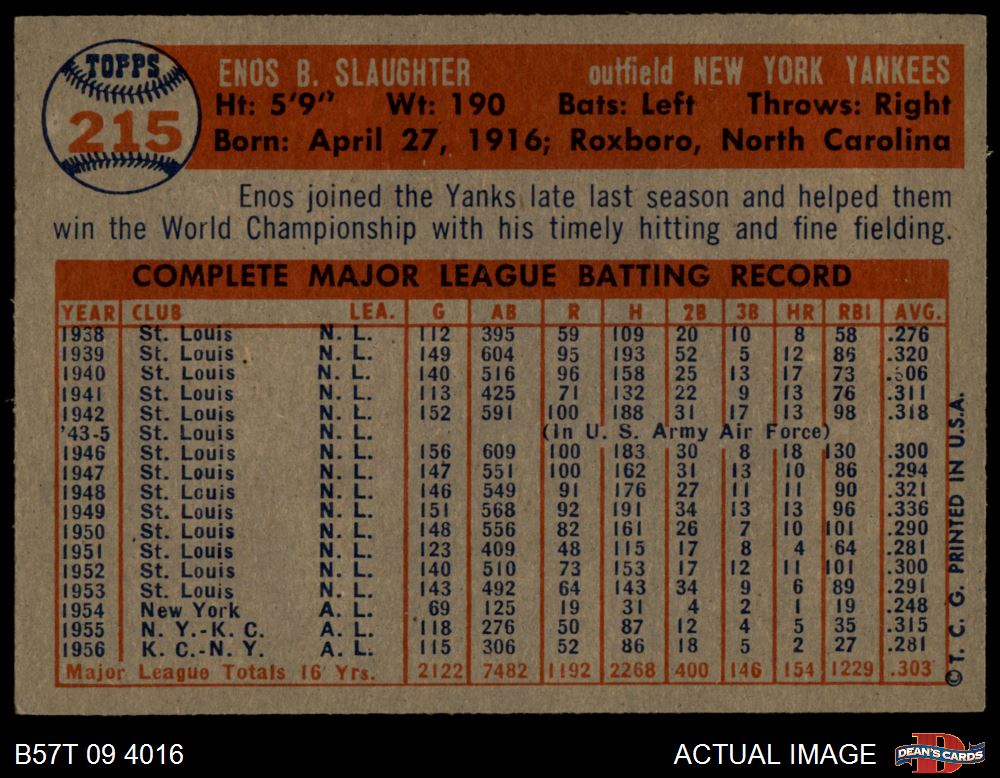 TOPPS
215
ENOS B. SLAUGHTER outfield NEW YORK YANKEES
Ht: 5'9" Wt: 190 Bats: Left Throws: Right
Born: April 27, 1916; Roxboro, North Carolina
Enos joined the Yanks late last season and helped them
win the World Championship with his timely hitting and fine fielding.
COMPLETE MAJOR LEAGUE BATTING RECORD
YEAR CLUB LEA. G AB R H 2B 3B HR RBI AVG.
1938 St. Louis N. L. 112 395 59 109 20 10 8 58 .276
1939 St. Louis N. L. 149 604 95 193 52 5 12 86 .320
1940 St. Louis N. L. 140 516 96 158 25 13 17 73 .306
1941 St. Louis N. L. 113 425 71 132 22 9 13 76 .311
1942 St. Louis N. L. 152 591 100 188 31 17 13 98 .318
'43-5 St. Louis N. L. (In U. S. Army Air Force)
1946 St. Louis N. L. 156 609 100 183 30 8 18 130 .300
1947 St. Louis N. L. 147 551 100 162 31 13 10 86 .294
1948 St. Louis N. L. 146 549 91 176 27 11 11 90 .321
1949 St. Louis N. L. 151 568 92 191 34 13 13 96 .336
1950 St. Louis N. L. 148 556 82 161 26 7 10 101 .290
1951 St. Louis N. L. 123 409 48 115 17 8 4 64 .281
1952 St. Louis N. L. 140 510 73 153 17 12 11 101 .300
1953 St. Louis N. L. 143 492 64 143 34 9 6 89 .291
1954 New York A. L. 69 125 19 31 4 2 1 19 .248
1955 N. Y.-K. C. A. L. 118 276 50 87 12 4 5 35 .315
1956 K. C.-N. Y. A. L. 115 306 52 86 18 5 2 27 .281
Major League Totals 16 Yrs. 2122 7482 1192 2268 400 146 154 1229 .303
©T. C. G. PRINTED IN U.S.A.
B57T 09 4016 ACTUAL IMAGE
DEAN'S CARDS